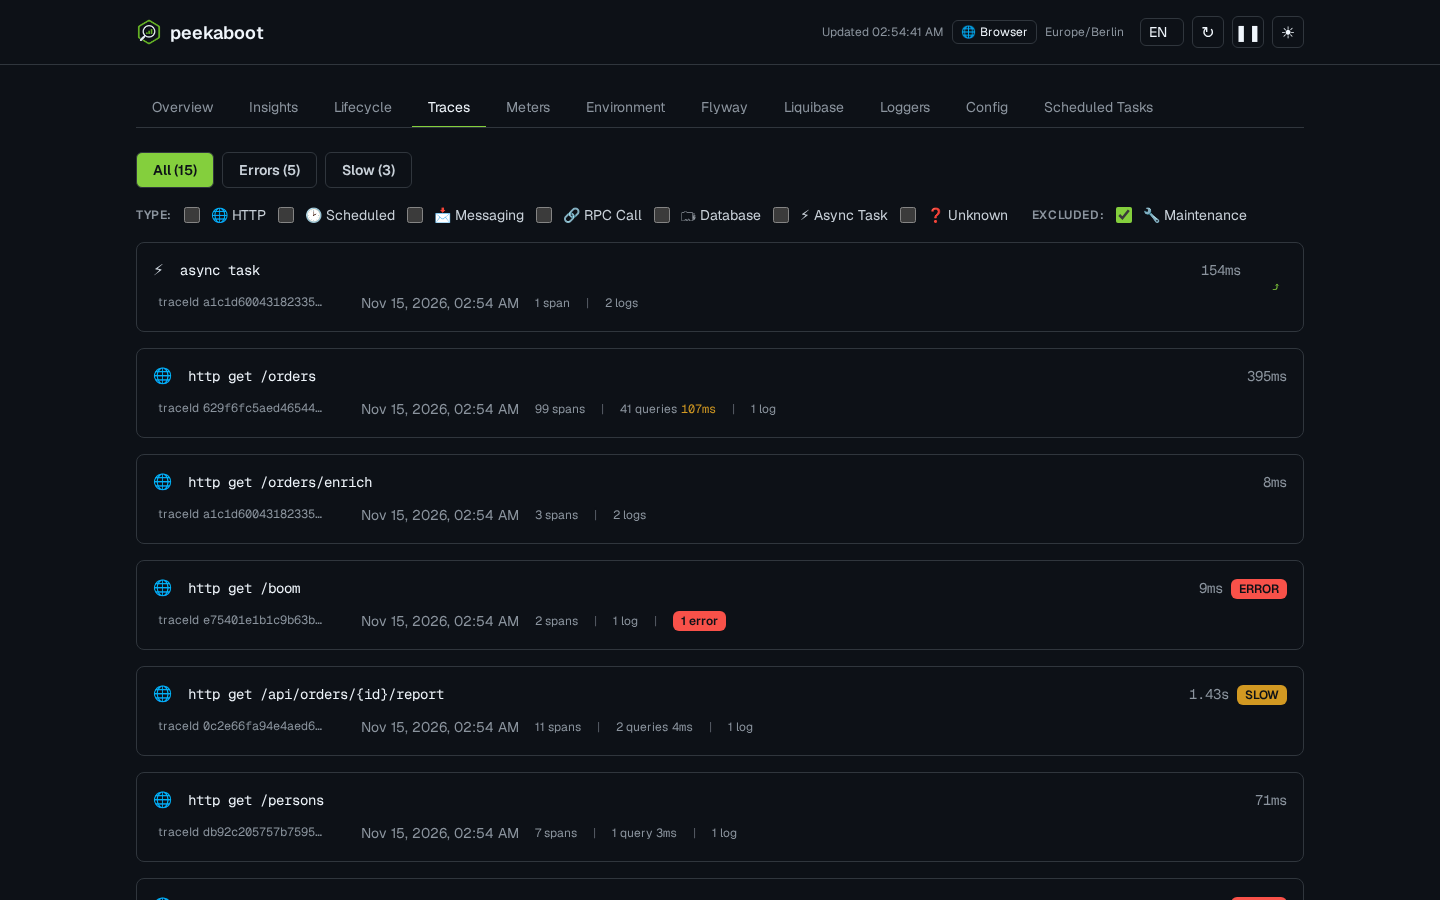 peekaboot
Updated 02:54:41 AM 🌐 Browser Europe/Berlin EN
Overview Insights Lifecycle Traces Meters Environment Flyway Liquibase Loggers Config Scheduled Tasks
All (15) Errors (5) Slow (3)
TYPE: HTTP Scheduled Messaging RPC Call Database Async Task Unknown EXCLUDED: Maintenance
async task 154ms
traceId a1c1d60043182335… Nov 15, 2026, 02:54 AM 1 span | 2 logs
http get /orders 395ms
traceId 629f6fc5aed46544… Nov 15, 2026, 02:54 AM 99 spans | 41 queries 107ms | 1 log
http get /orders/enrich 8ms
traceId a1c1d60043182335… Nov 15, 2026, 02:54 AM 3 spans | 2 logs
http get /boom 9ms ERROR
traceId e75401e1b1c9b63b… Nov 15, 2026, 02:54 AM 2 spans | 1 log | 1 error
http get /api/orders/{id}/report 1.43s SLOW
traceId 0c2e66fa94e4aed6… Nov 15, 2026, 02:54 AM 11 spans | 2 queries 4ms | 1 log
http get /persons 71ms
traceId db92c205757b7595… Nov 15, 2026, 02:54 AM 7 spans | 1 query 3ms | 1 log